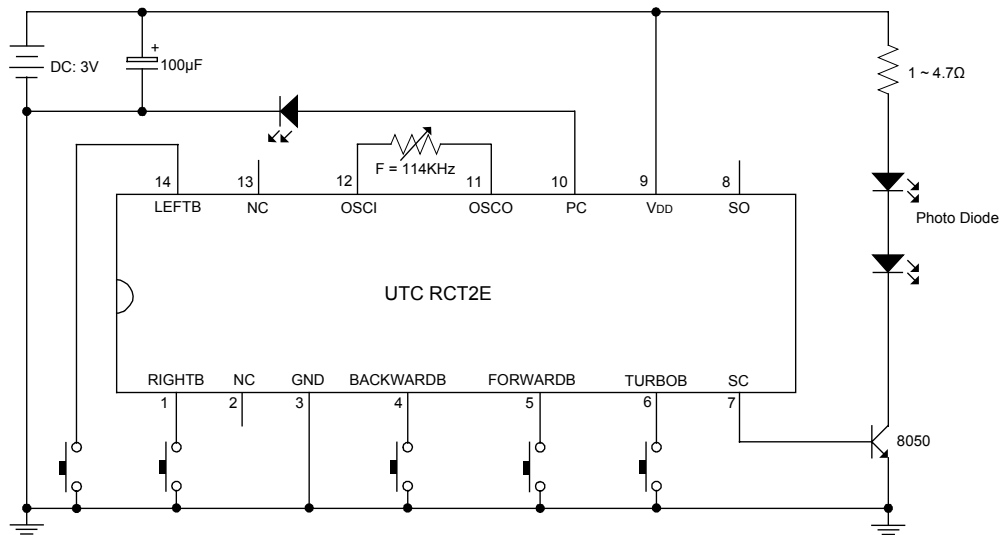 DC: 3V
+
100µF
1 ~ 4.7Ω
F = 114KHz
14 13 12 11 10 9 8
LEFTB NC OSCI OSCO PC VDD SO
Photo Diode
UTC RCT2E
RIGHTB NC GND BACKWARDB FORWARDB TURBOB SC
1 2 3 4 5 6 7
8050